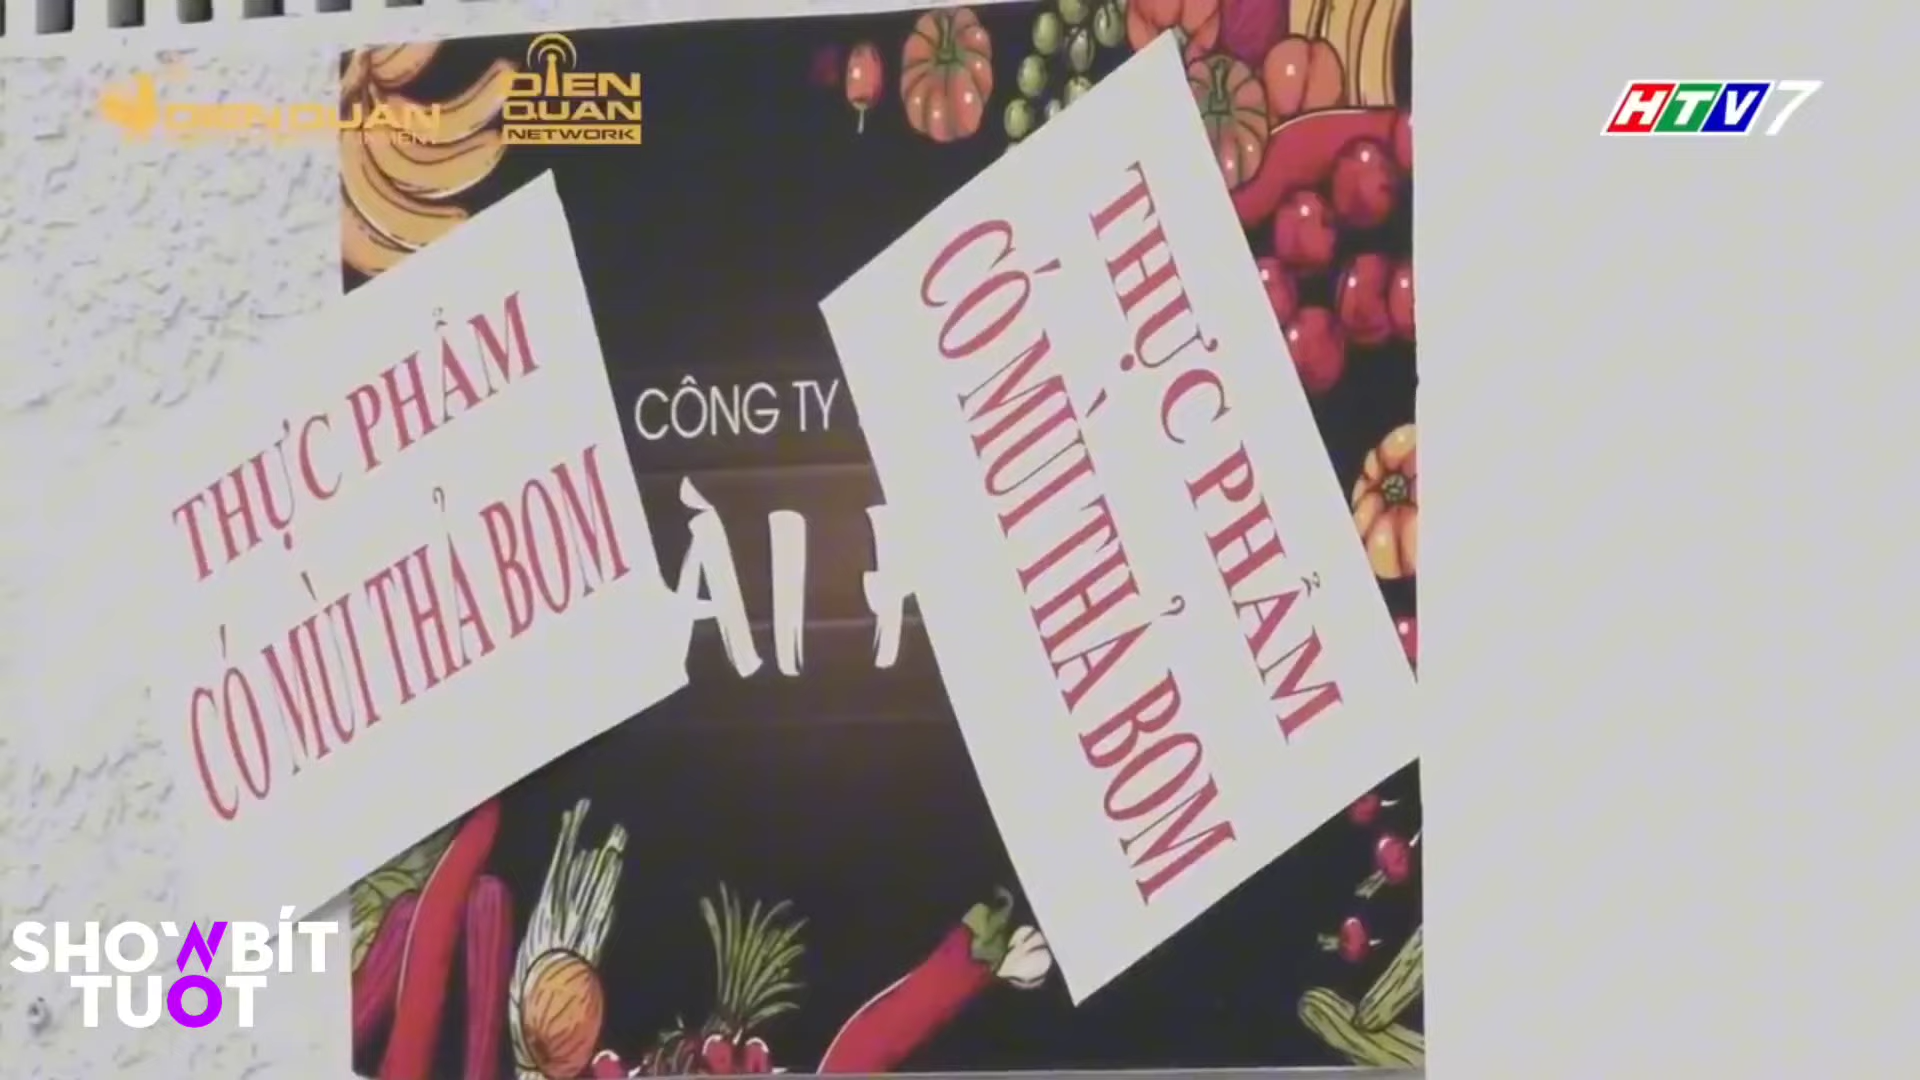 DIEN QUAN
DIEN
QUAN
NETWORK
HTV7
THỰC PHẨM
CÓ MÙI THẢ BOM
CÔNG TY
ÀI
THỰC PHẨM
CÓ MÙI THẢ BOM
SHOWBÍT
TUOT